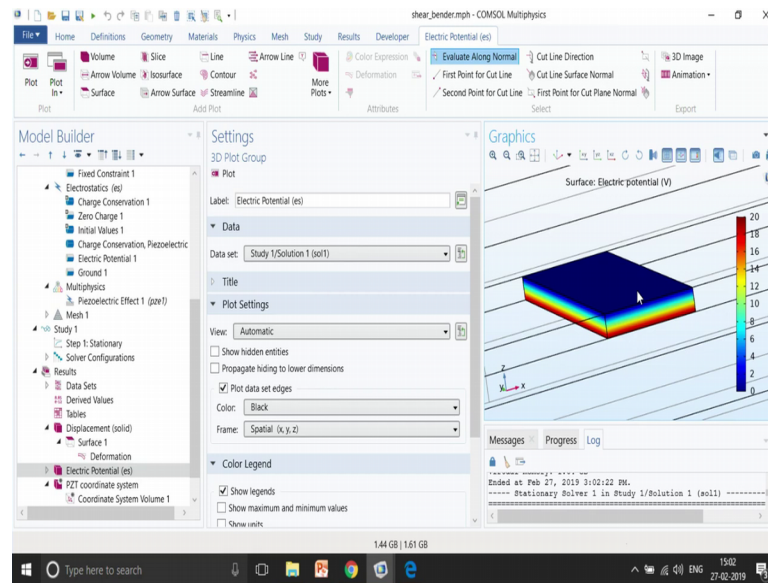 shear_bender.mph - COMSOL Multiphysics
File Home Definitions Geometry Materials Physics Mesh Study Results Developer Electric Potential (es)
Volume Slice Line Arrow Line Color Expression Evaluate Along Normal Cut Line Direction 3D Image
Plot Plot In Arrow Volume Isosurface Contour More Plots Deformation First Point for Cut Line Cut Line Surface Normal Animation
Surface Arrow Surface Streamline Second Point for Cut Line First Point for Cut Plane Normal
Plot Add Plot Attributes Select Export
Model Builder
Fixed Constraint 1
Electrostatics (es)
Charge Conservation 1
Zero Charge 1
Initial Values 1
Charge Conservation, Piezoelectric
Electric Potential 1
Ground 1
Multiphysics
Piezoelectric Effect 1 (pze1)
Mesh 1
Study 1
Step 1: Stationary
Solver Configurations
Results
Data Sets
Derived Values
Tables
Displacement (solid)
Surface 1
Deformation
Electric Potential (es)
PZT coordinate system
Coordinate System Volume 1
Settings
3D Plot Group
Plot
Label: Electric Potential (es)
Data
Data set: Study 1/Solution 1 (sol1)
Title
Plot Settings
View: Automatic
Show hidden entities
Propagate hiding to lower dimensions
Plot data set edges
Color: Black
Frame: Spatial (x, y, z)
Color Legend
Show legends
Show maximum and minimum values
Show units
Graphics
Surface: Electric potential (V)
20
18
16
14
12
10
8
6
4
2
0
z
y x
Messages Progress Log
Ended at Feb 27, 2019 3:02:22 PM.
----- Stationary Solver 1 in Study 1/Solution 1 (sol1) ---------
1.44 GB | 1.61 GB
Type here to search
ENG 15:02
27-02-2019